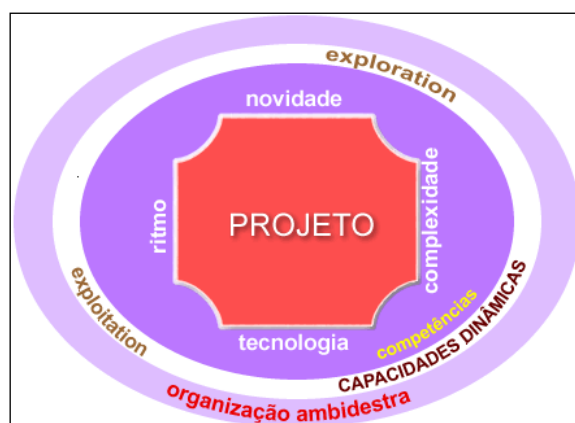 exploration
novidade
ritmo
PROJETO
complexidade
exploitation
tecnologia
competências
CAPACIDADES DINÂMICAS
organização ambidestra